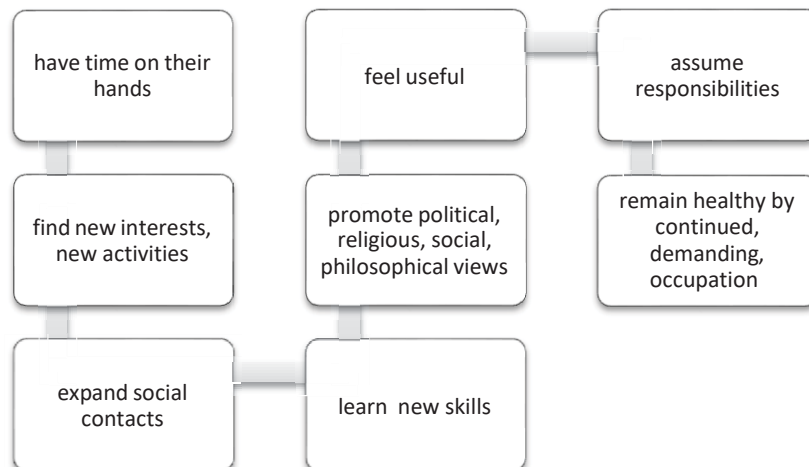 have time on their
hands
find new interests,
new activities
expand social
contacts
learn new skills
promote political,
religious, social,
philosophical views
feel useful
assume
responsibilities
remain healthy by
continued,
demanding,
occupation